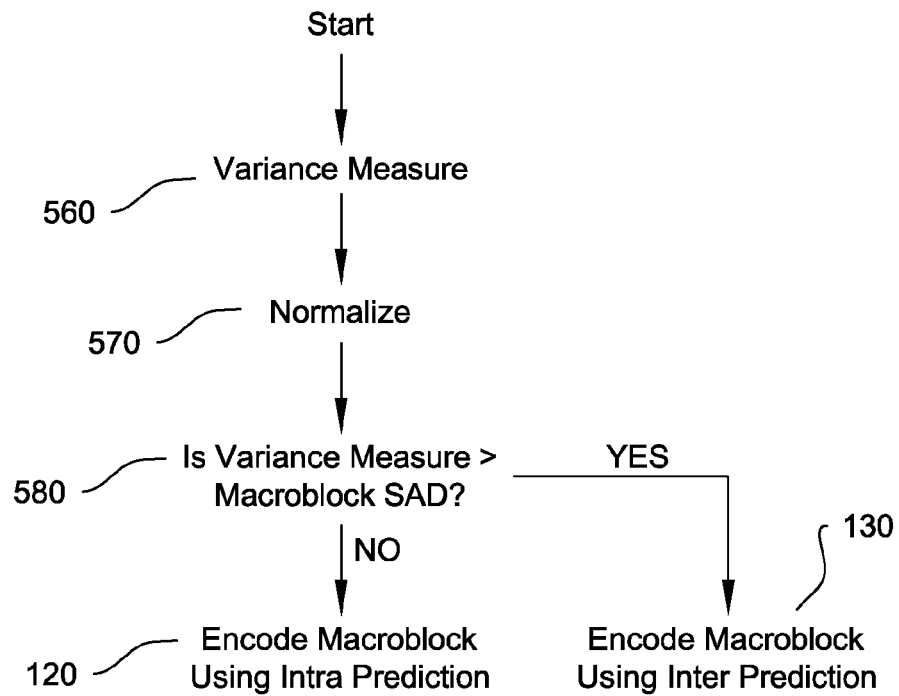 Start
Variance Measure
560
Normalize
570
Is Variance Measure >
Macroblock SAD?
580
YES
NO
130
Encode Macroblock
Using Intra Prediction
120
Encode Macroblock
Using Inter Prediction